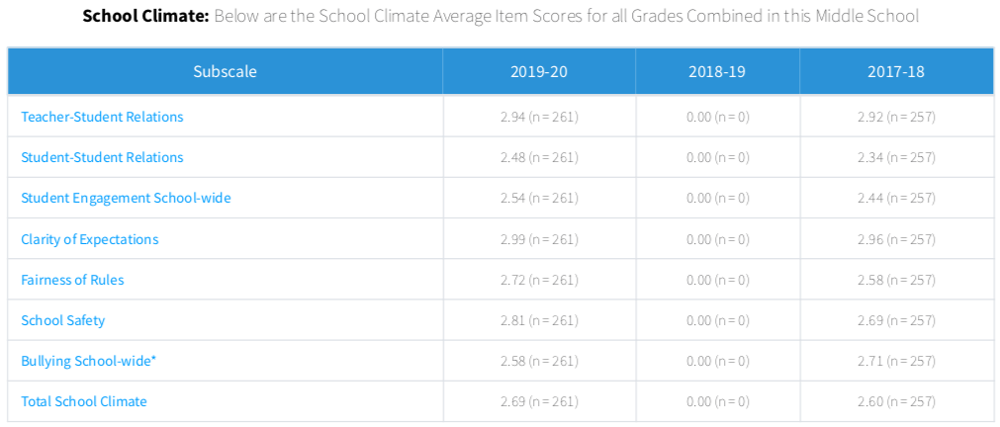 School Climate: Below are the School Climate Average Item Scores for all Grades Combined in this Middle School
Subscale 2019-20 2018-19 2017-18
Teacher-Student Relations 2.94 (n = 261) 0.00 (n = 0) 2.92 (n = 257)
Student-Student Relations 2.48 (n = 261) 0.00 (n = 0) 2.34 (n = 257)
Student Engagement School-wide 2.54 (n = 261) 0.00 (n = 0) 2.44 (n = 257)
Clarity of Expectations 2.99 (n = 261) 0.00 (n = 0) 2.96 (n = 257)
Fairness of Rules 2.72 (n = 261) 0.00 (n = 0) 2.58 (n = 257)
School Safety 2.81 (n = 261) 0.00 (n = 0) 2.69 (n = 257)
Bullying School-wide* 2.58 (n = 261) 0.00 (n = 0) 2.71 (n = 257)
Total School Climate 2.69 (n = 261) 0.00 (n = 0) 2.60 (n = 257)